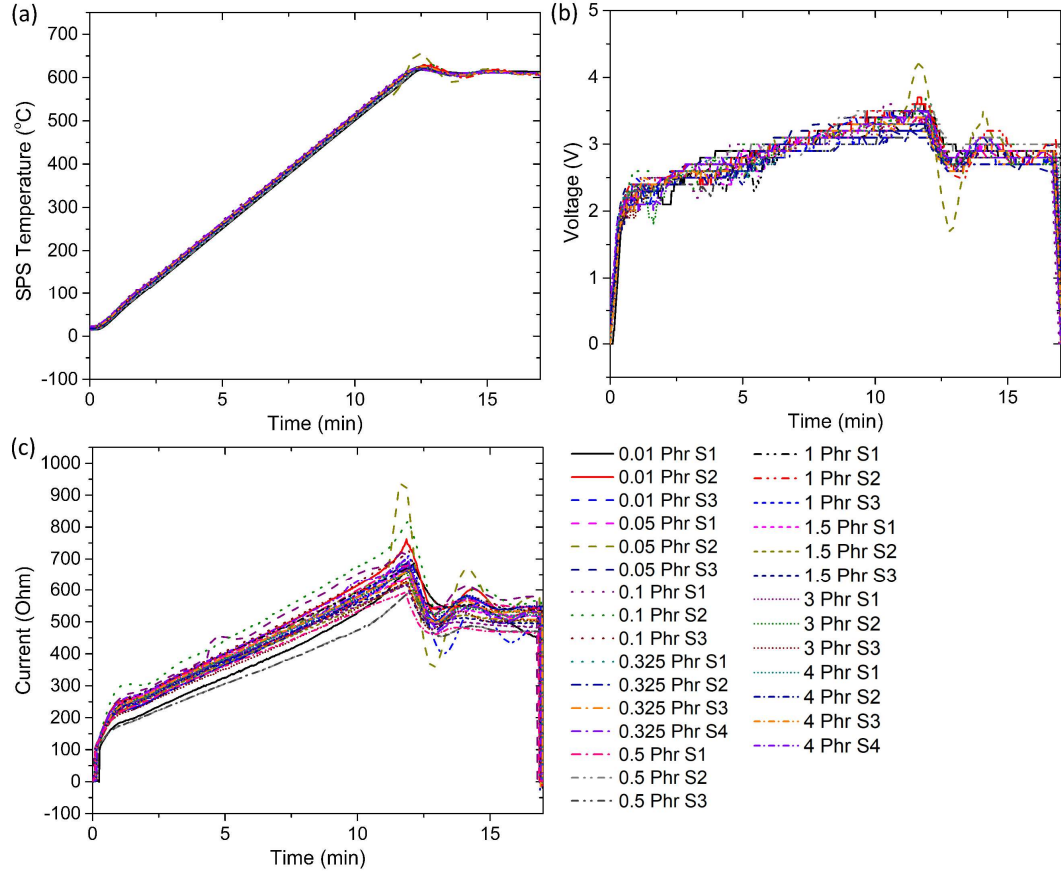 (a)
700
600
500
400
300
200
100
0
-100
SPS Temperature (°C)
0
5
10
15
Time (min)
(b)
5
4
3
2
1
0
Voltage (V)
0
5
10
15
Time (min)
(c)
1000
900
800
700
600
500
400
300
200
100
0
-100
Current (Ohm)
0
5
10
15
Time (min)
0.01 Phr S1
0.01 Phr S2
0.01 Phr S3
0.05 Phr S1
0.05 Phr S2
0.05 Phr S3
0.1 Phr S1
0.1 Phr S2
0.1 Phr S3
0.325 Phr S1
0.325 Phr S2
0.325 Phr S3
0.325 Phr S4
0.5 Phr S1
0.5 Phr S2
0.5 Phr S3
1 Phr S1
1 Phr S2
1 Phr S3
1.5 Phr S1
1.5 Phr S2
1.5 Phr S3
3 Phr S1
3 Phr S2
3 Phr S3
4 Phr S1
4 Phr S2
4 Phr S3
4 Phr S4